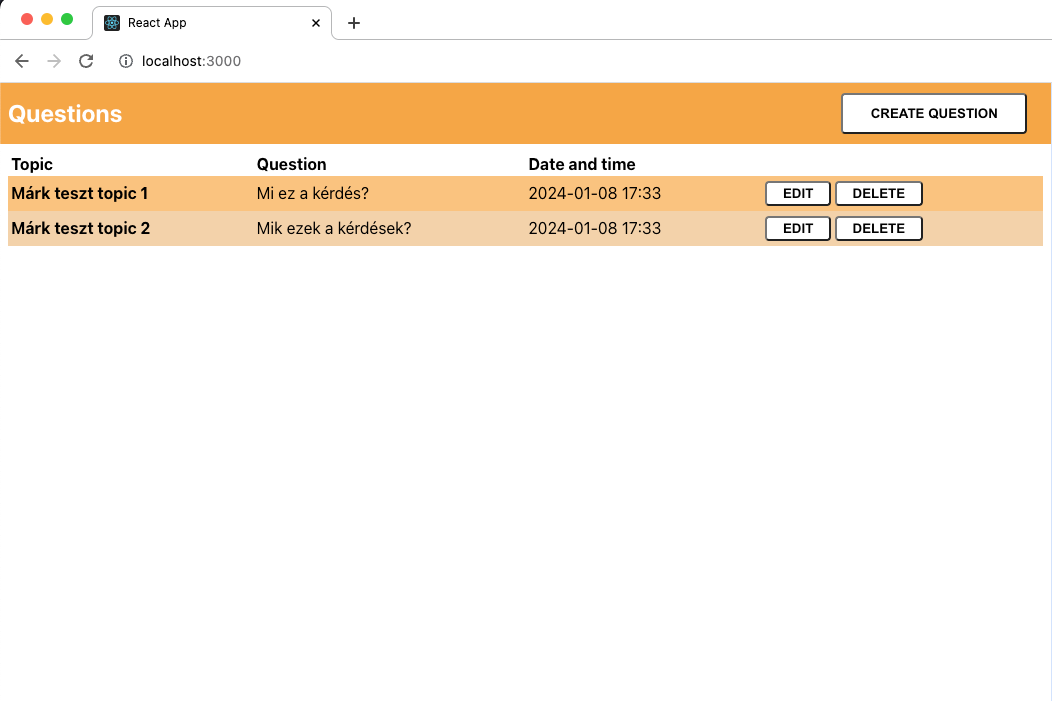 React App
localhost:3000
Questions
CREATE QUESTION
Topic Question Date and time
Márk teszt topic 1 Mi ez a kérdés? 2024-01-08 17:33 EDIT DELETE
Márk teszt topic 2 Mik ezek a kérdések? 2024-01-08 17:33 EDIT DELETE